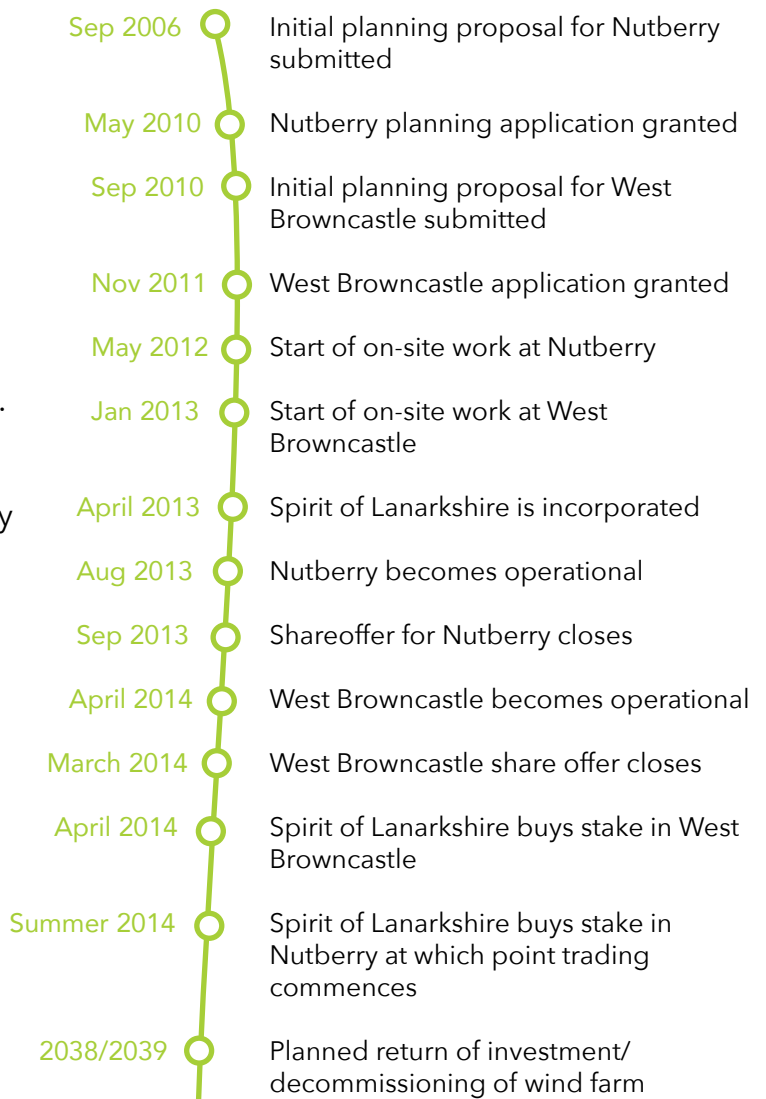 Sep 2006
Initial planning proposal for Nutberry
submitted
May 2010
Nutberry planning application granted
Sep 2010
Initial planning proposal for West
Browncastle submitted
Nov 2011
West Browncastle application granted
May 2012
Start of on-site work at Nutberry
.
Jan 2013
Start of on-site work at West
Browncastle
y
April 2013
Spirit of Lanarkshire is incorporated
Aug 2013
Nutberry becomes operational
Sep 2013
Shareoffer for Nutberry closes
April 2014
West Browncastle becomes operational
March 2014
West Browncastle share offer closes
April 2014
Spirit of Lanarkshire buys stake in West
Browncastle
Summer 2014
Spirit of Lanarkshire buys stake in
Nutberry at which point trading
commences
2038/2039
Planned return of investment/
decommissioning of wind farm